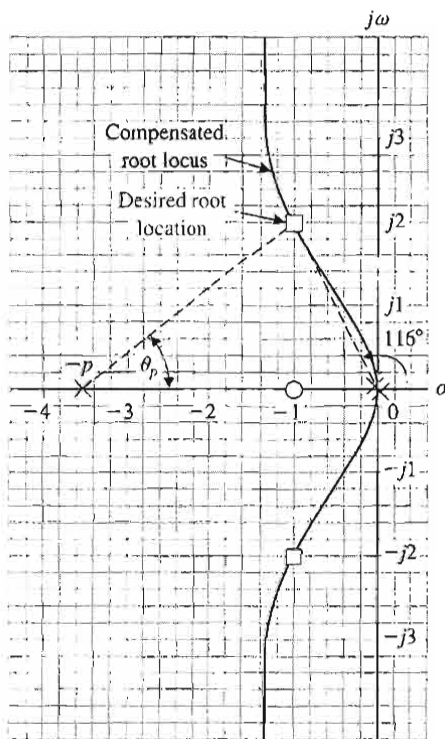 jω
Compensated
root locus
j3
Desired root
location
j2
j1
116°
−p
θp
σ
−4
−3
−2
−1
0
−j1
−j2
−j3